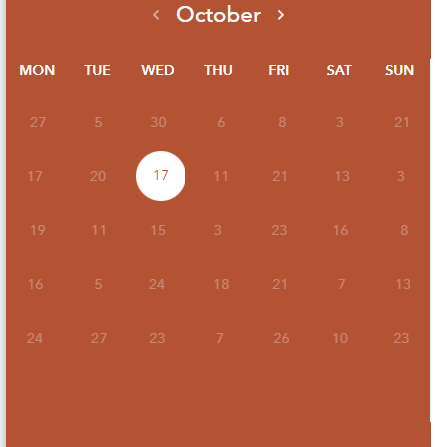 ‹ October ›
MON TUE WED THU FRI SAT SUN
27 5 30 6 8 3 21
17 20 17 11 21 13 3
19 11 15 3 23 16 8
16 5 24 18 21 7 13
24 27 23 7 26 10 23